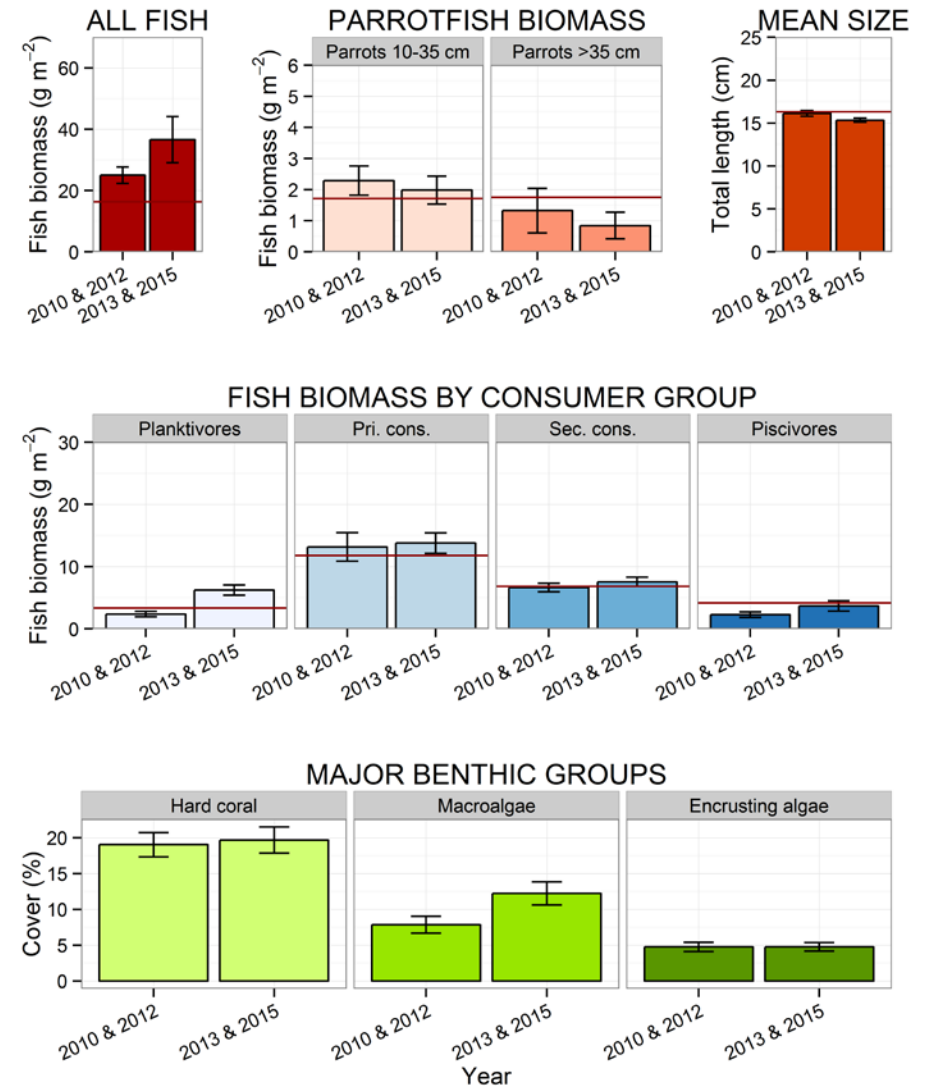 ALL FISH
Fish biomass (g m⁻²)
60
40
20
0
2010 & 2012
2013 & 2015
PARROTFISH BIOMASS
Parrots 10-35 cm
Parrots >35 cm
Fish biomass (g m⁻²)
6
5
4
3
2
1
0
2010 & 2012
2013 & 2015
2010 & 2012
2013 & 2015
MEAN SIZE
Total length (cm)
25
20
15
10
5
0
2010 & 2012
2013 & 2015
FISH BIOMASS BY CONSUMER GROUP
Planktivores
Pri. cons.
Sec. cons.
Piscivores
Fish biomass (g m⁻²)
30
20
10
0
2010 & 2012
2013 & 2015
2010 & 2012
2013 & 2015
2010 & 2012
2013 & 2015
2010 & 2012
2013 & 2015
MAJOR BENTHIC GROUPS
Hard coral
Macroalgae
Encrusting algae
Cover (%)
20
15
10
5
0
2010 & 2012
2013 & 2015
2010 & 2012
2013 & 2015
2010 & 2012
2013 & 2015
Year